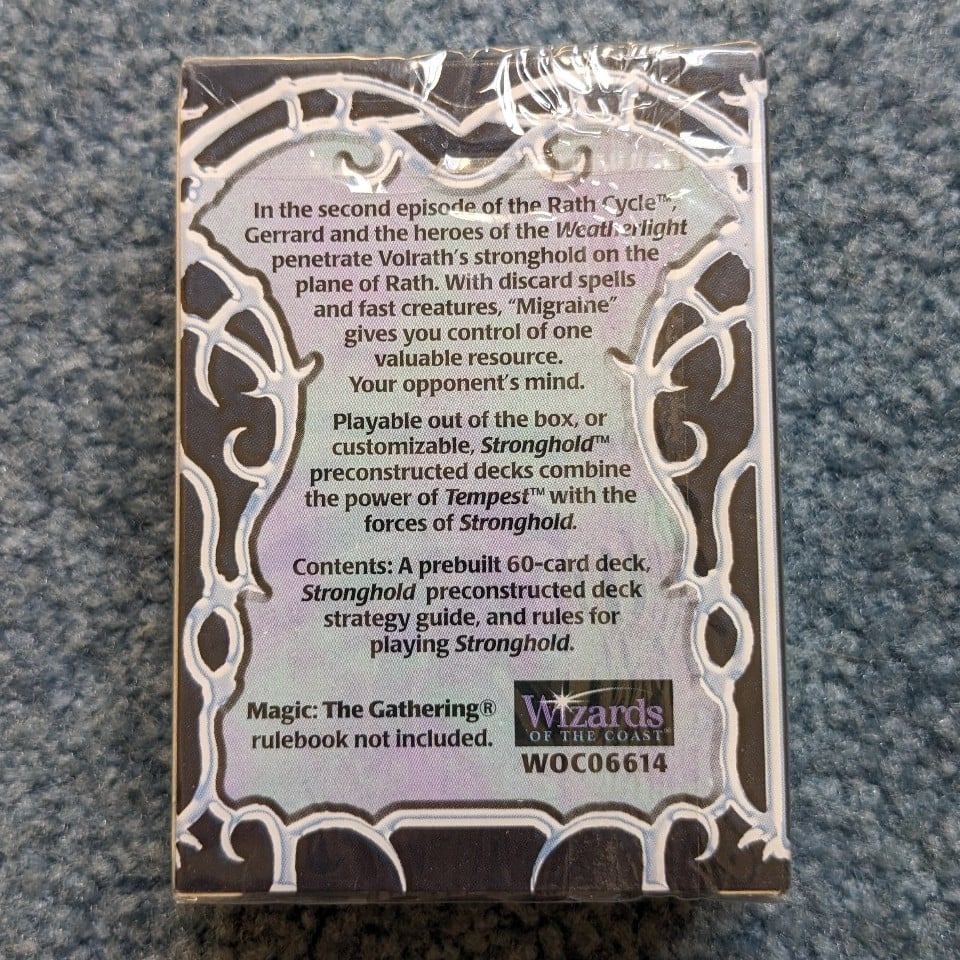 In the second episode of the Rath Cycle™,
Gerrard and the heroes of the Weatherlight
penetrate Volrath's stronghold on the
plane of Rath. With discard spells
and fast creatures, "Migraine"
gives you control of one
valuable resource.
Your opponent's mind.
Playable out of the box, or
customizable, Stronghold™
preconstructed decks combine
the power of Tempest™ with the
forces of Stronghold.
Contents: A prebuilt 60-card deck,
Stronghold preconstructed deck
strategy guide, and rules for
playing Stronghold.
Magic: The Gathering®
rulebook not included.
Wizards
OF THE COAST®
WOC06614